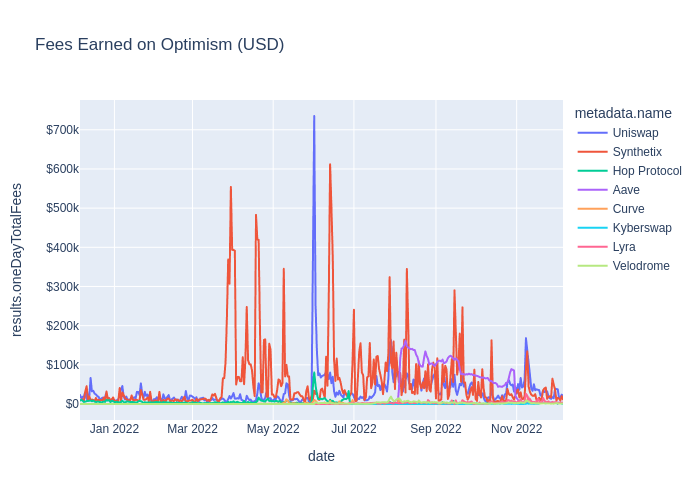 Fees Earned on Optimism (USD)
metadata.name
Uniswap
Synthetix
Hop Protocol
Aave
Curve
Kyberswap
Lyra
Velodrome
results.oneDayTotalFees
$700k
$600k
$500k
$400k
$300k
$200k
$100k
$0
Jan 2022
Mar 2022
May 2022
Jul 2022
Sep 2022
Nov 2022
date